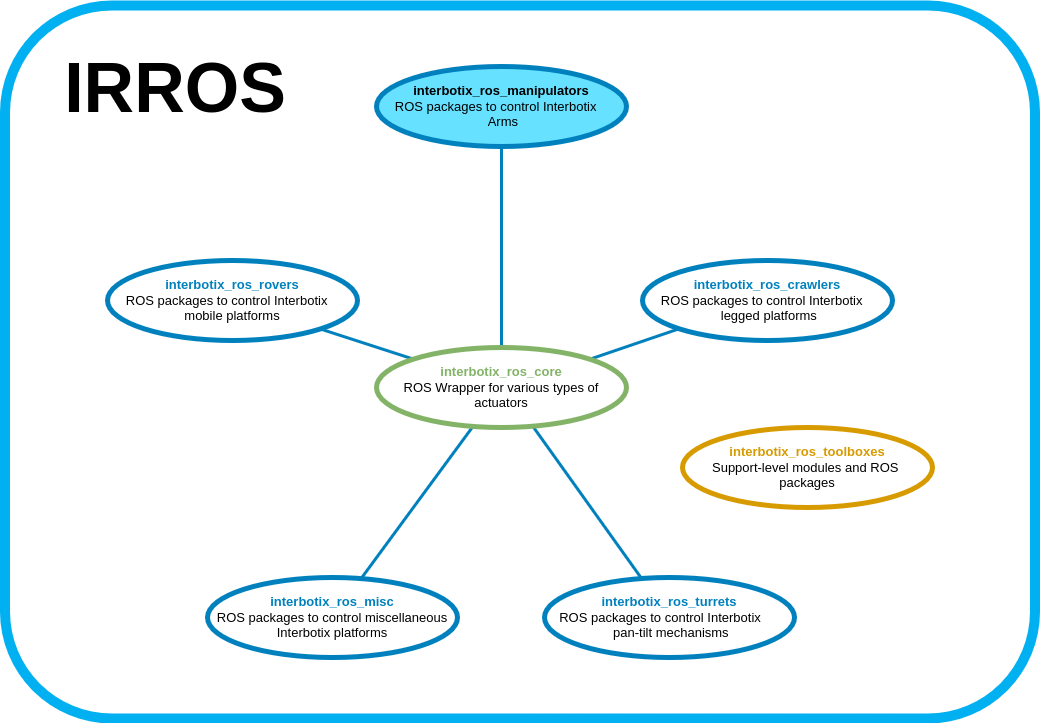 IRROS
interbotix_ros_manipulators
ROS packages to control Interbotix
Arms
interbotix_ros_rovers
ROS packages to control Interbotix
mobile platforms
interbotix_ros_crawlers
ROS packages to control Interbotix
legged platforms
interbotix_ros_core
ROS Wrapper for various types of
actuators
interbotix_ros_toolboxes
Support-level modules and ROS
packages
interbotix_ros_misc
ROS packages to control miscellaneous
Interbotix platforms
interbotix_ros_turrets
ROS packages to control Interbotix
pan-tilt mechanisms